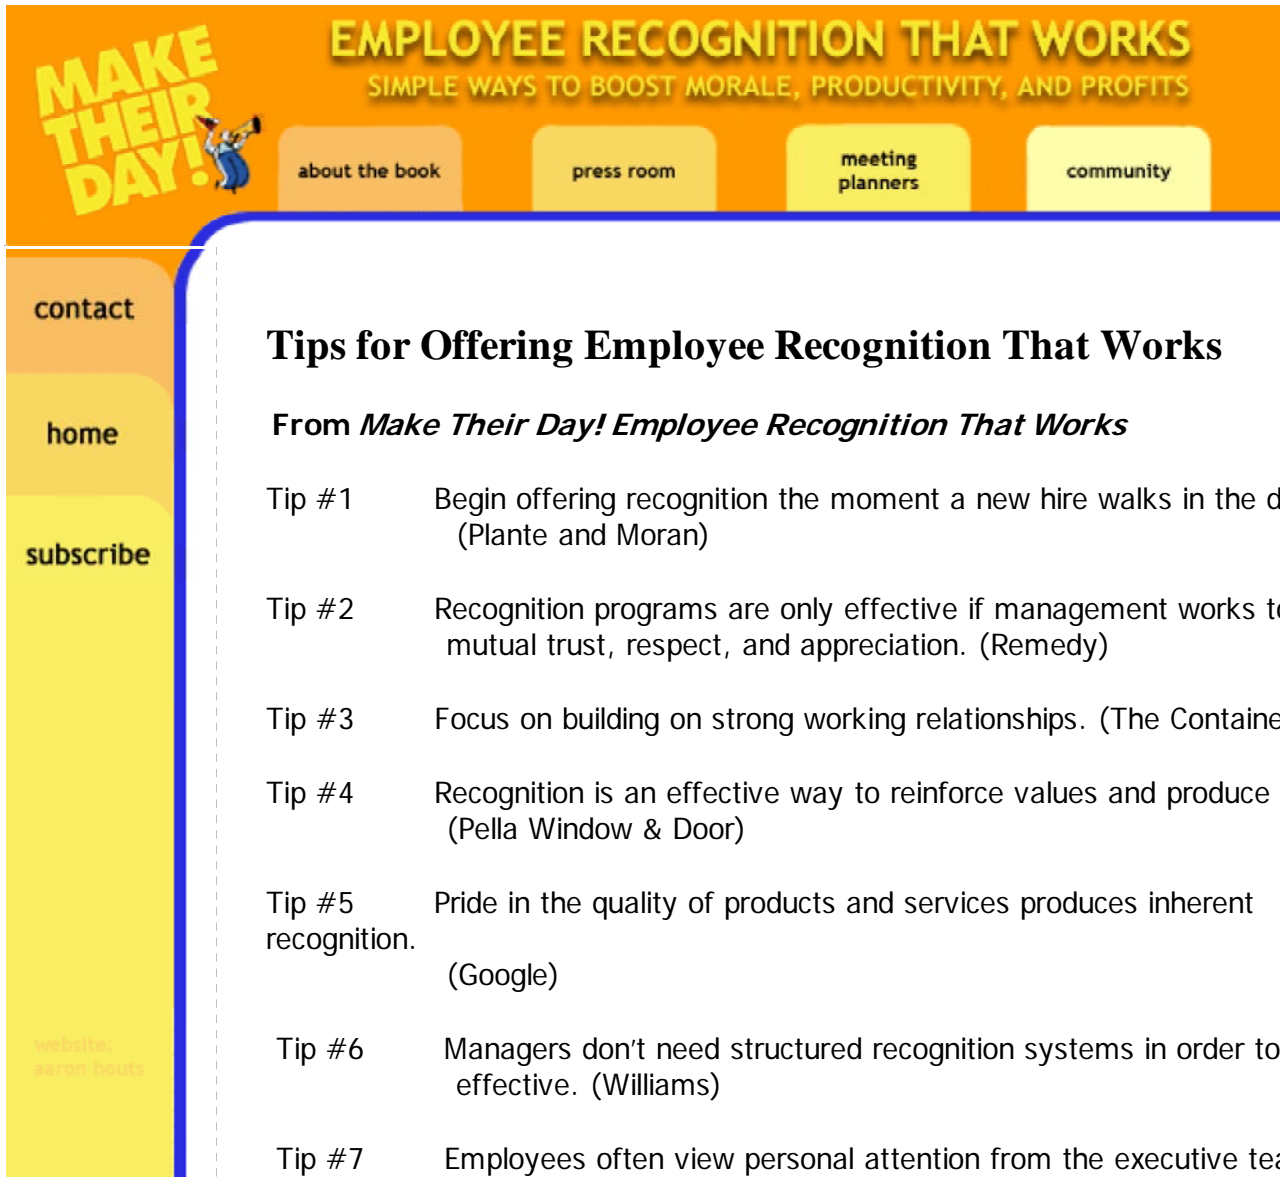 MAKE
THEIR
DAY!
EMPLOYEE RECOGNITION THAT WORKS
SIMPLE WAYS TO BOOST MORALE, PRODUCTIVITY, AND PROFITS
about the book
press room
meeting
planners
community
contact
home
subscribe
website:
aaron houts
Tips for Offering Employee Recognition That Works
From Make Their Day! Employee Recognition That Works
Tip #1 Begin offering recognition the moment a new hire walks in the
(Plante and Moran)
Tip #2 Recognition programs are only effective if management works
mutual trust, respect, and appreciation. (Remedy)
Tip #3 Focus on building on strong working relationships. (The
Tip #4 Recognition is an effective way to reinforce values and produce
(Pella Window & Door)
Tip #5 Pride in the quality of products and services produces inherent
recognition.
(Google)
Tip #6 Managers don't need structured recognition systems in order to
effective. (Williams)
Tip #7 Employees often view personal attention from the executive